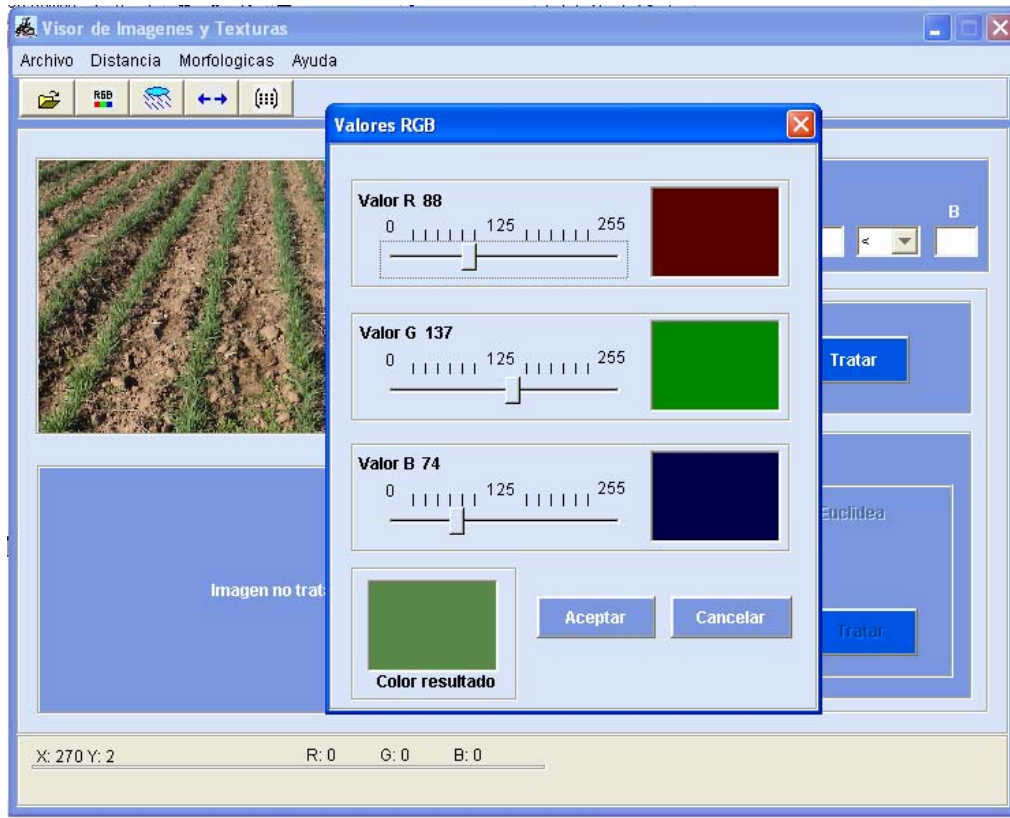 Visor de Imagenes y Texturas
Archivo Distancia Morfologicas Ayuda
RGB
Valores RGB
Valor R 88
0 125 255
B
<
Valor G 137
0 125 255
Tratar
Valor B 74
0 125 255
Euclidea
Imagen no trat
Aceptar Cancelar
Tratar
Color resultado
X: 270 Y: 2 R: 0 G: 0 B: 0